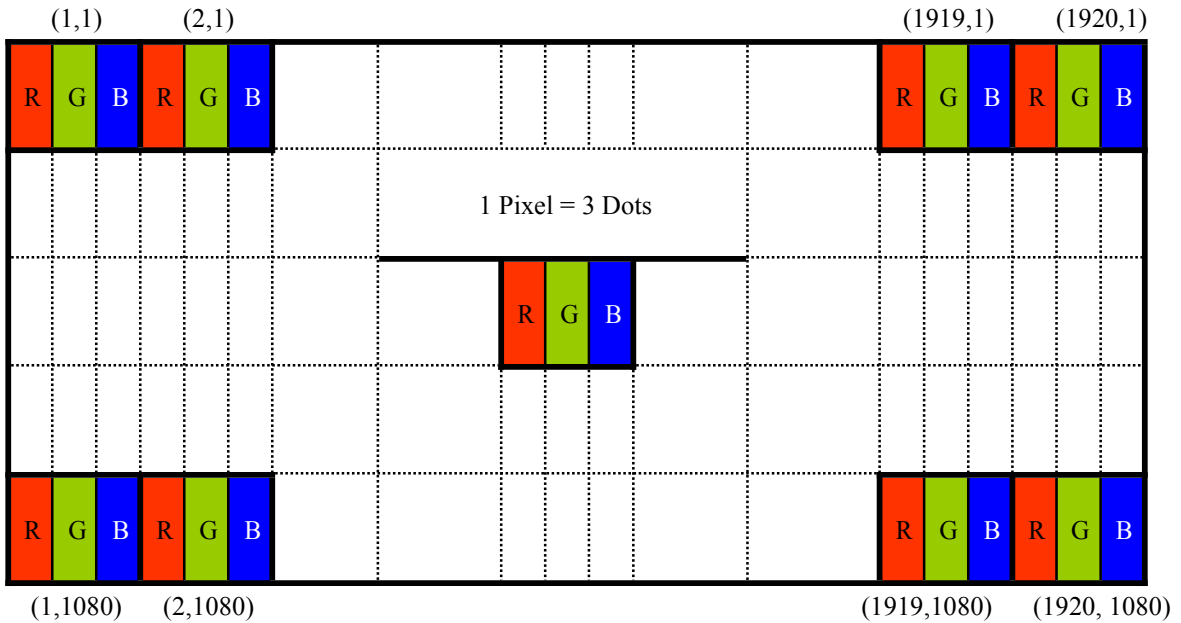 (1,1) (2,1) (1919,1) (1920,1)
R G B R G B R G B R G B
1 Pixel = 3 Dots
R G B
R G B R G B R G B R G B
(1,1080) (2,1080) (1919,1080) (1920, 1080)